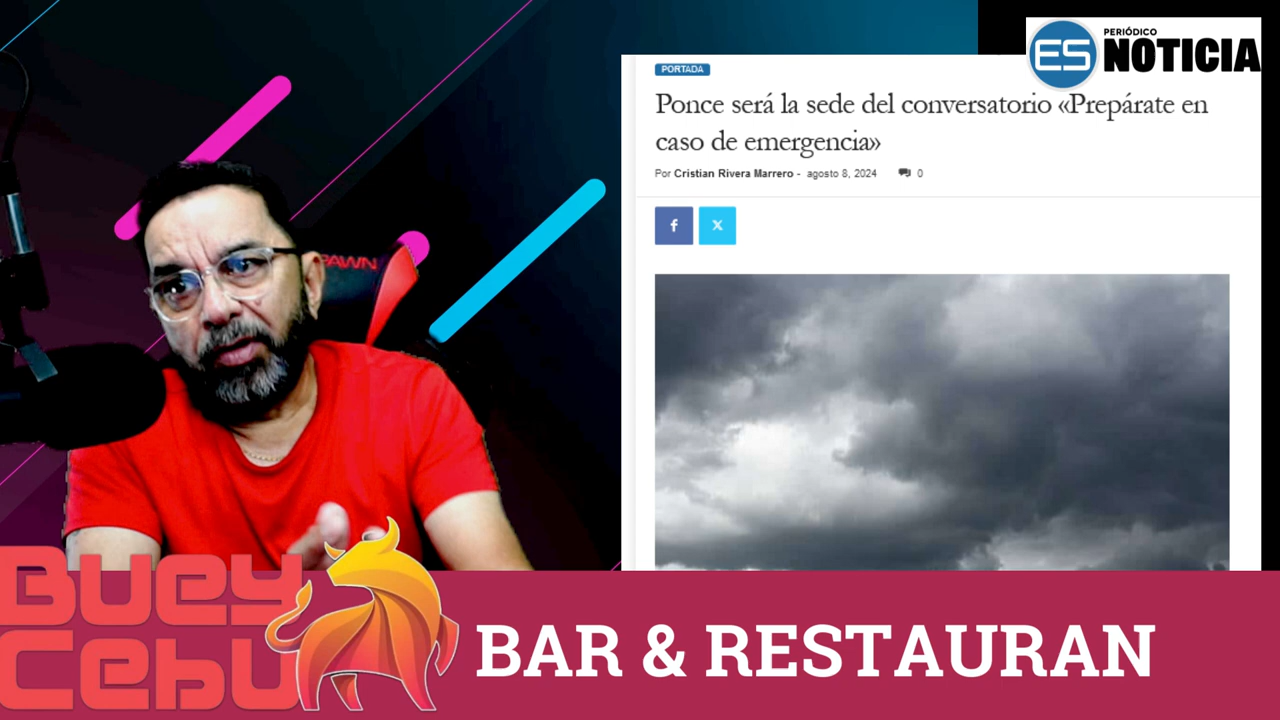 PERIÓDICO
ES NOTICIA
PORTADA
Ponce será la sede del conversatorio «Prepárate en
caso de emergencia»
Por Cristian Rivera Marrero - agosto 8, 2024 0
f X
PAWN
Buey
Cebu
BAR & RESTAURAN